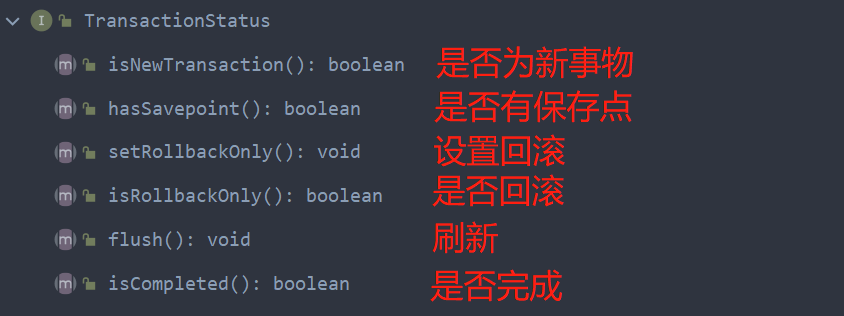 TransactionStatus
isNewTransaction(): boolean 是否为新事物
hasSavepoint(): boolean 是否有保存点
setRollbackOnly(): void 设置回滚
isRollbackOnly(): boolean 是否回滚
flush(): void 刷新
isCompleted(): boolean 是否完成